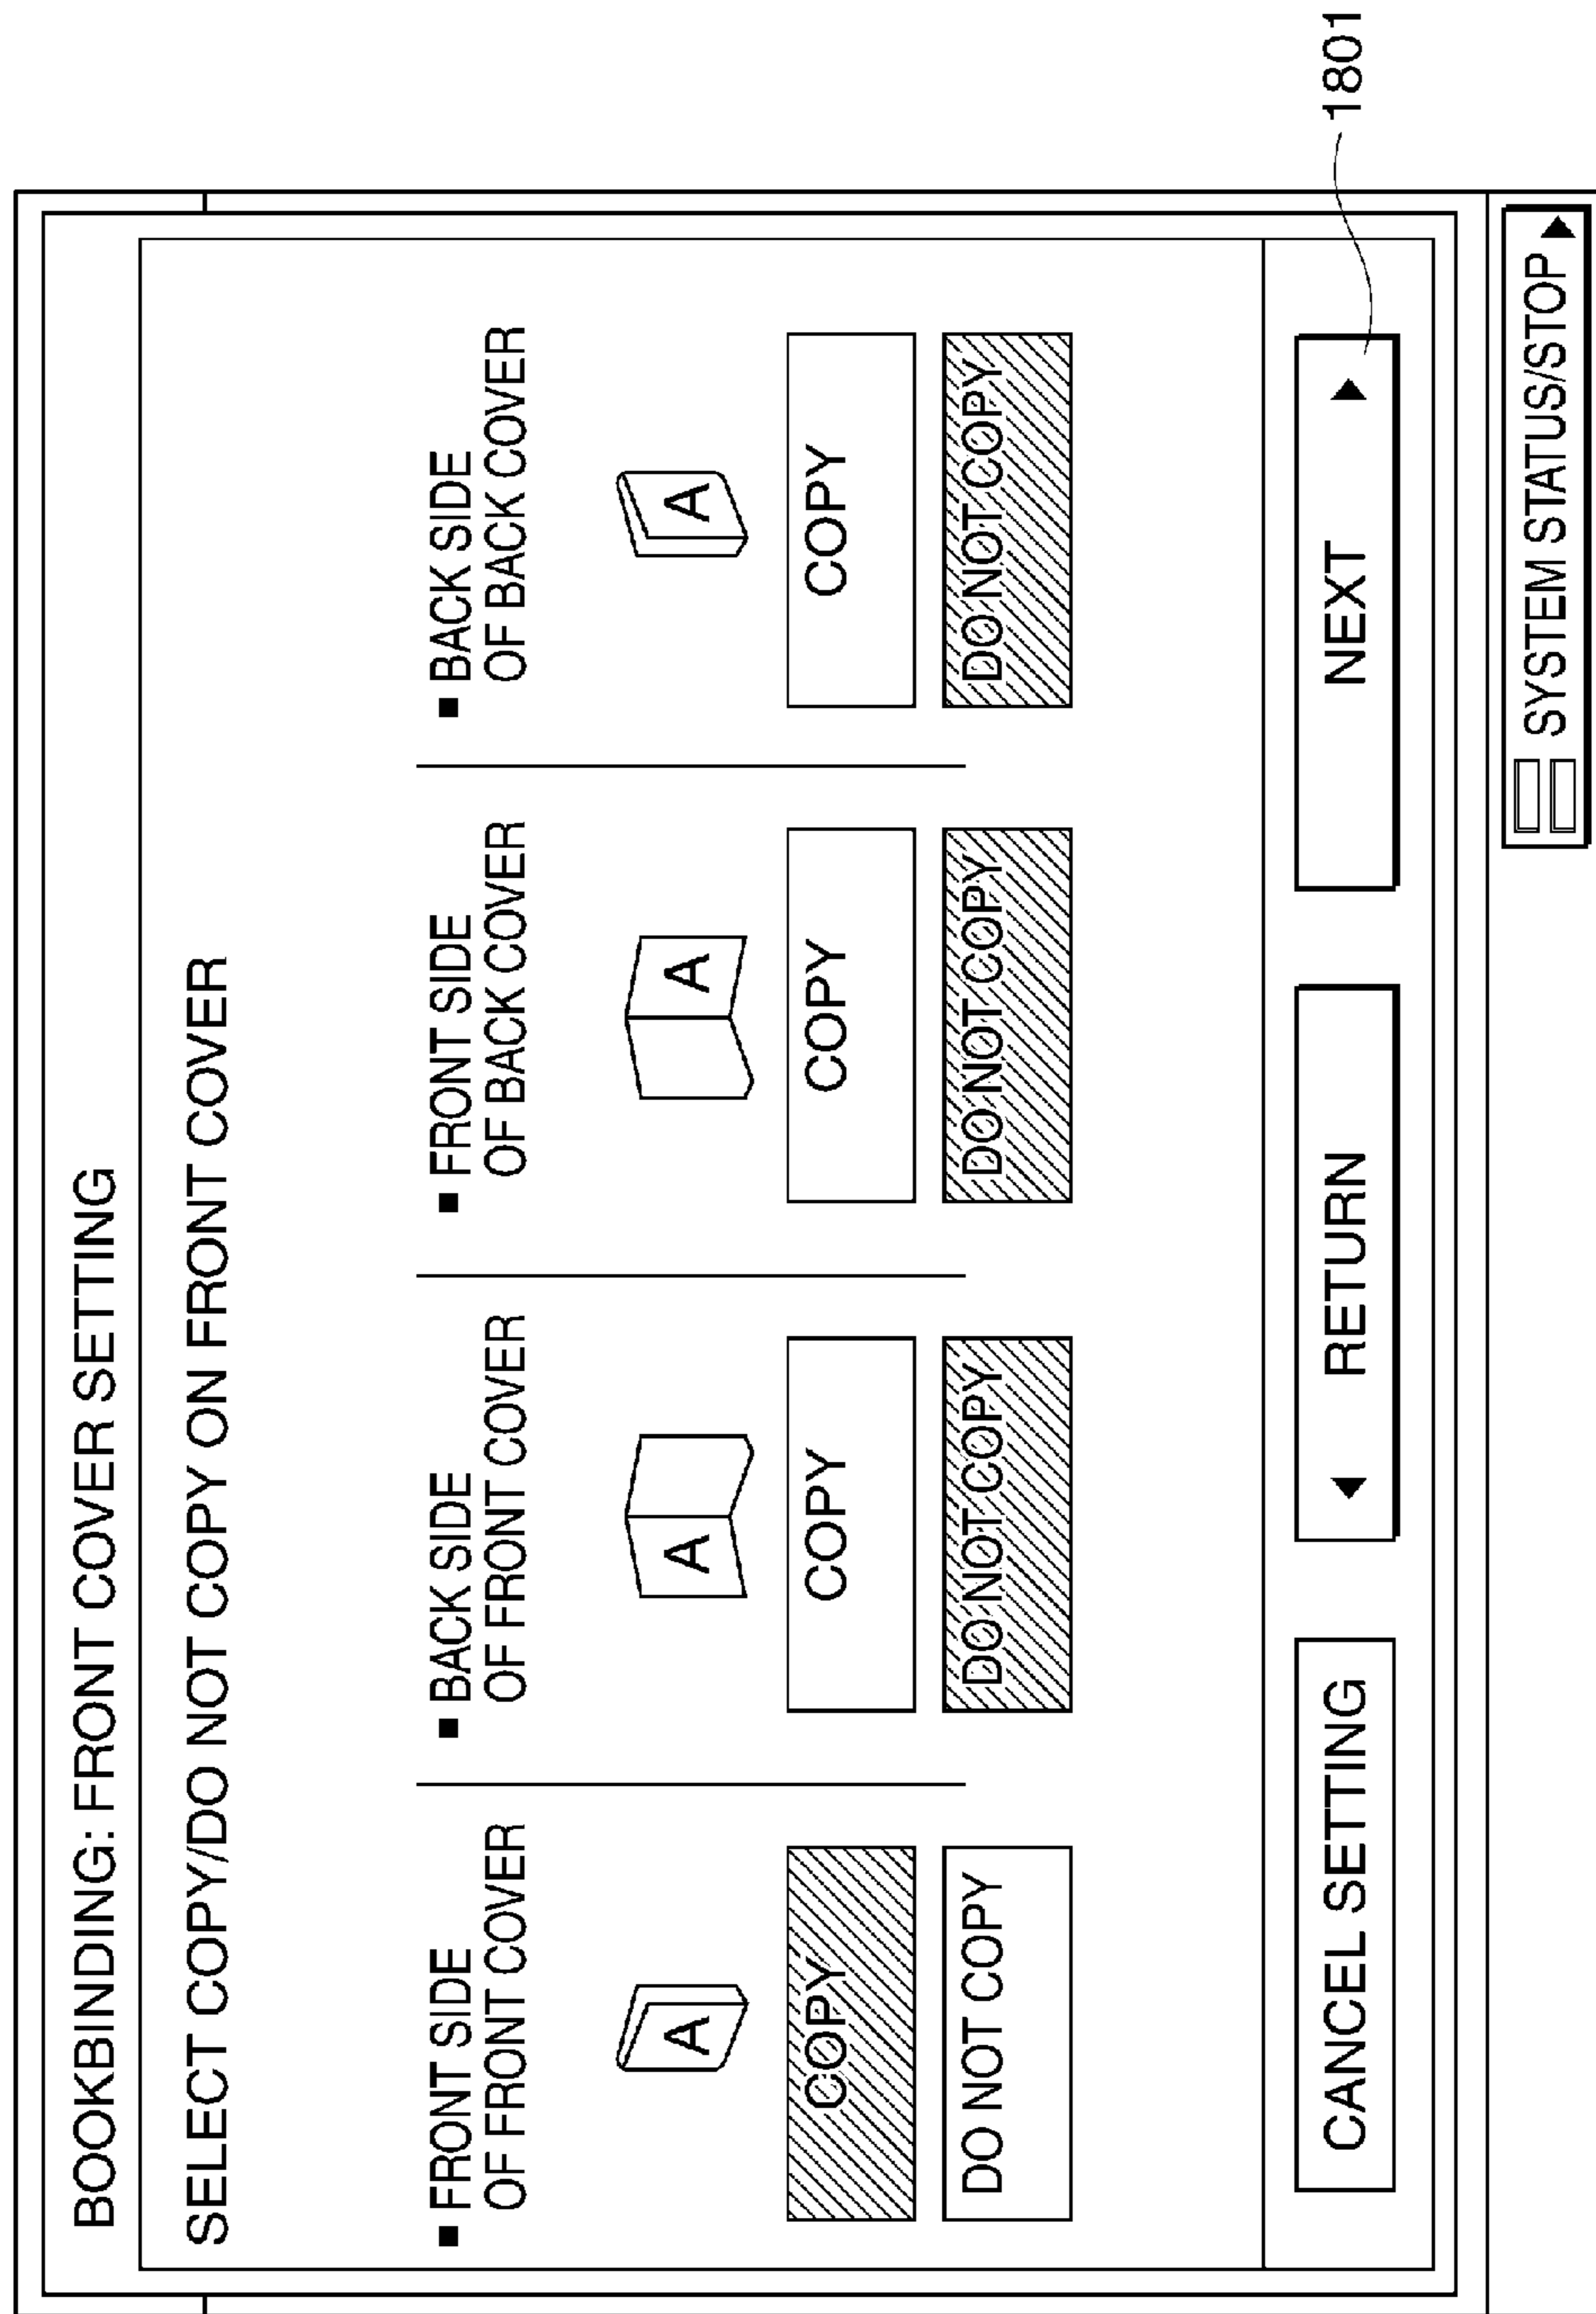 BOOKBINDING: FRONT COVER SETTING
SELECT COPY/DO NOT COPY ON FRONT COVER
■ FRONT SIDE
OF FRONT COVER
A
COPY
DO NOT COPY
■ BACK SIDE
OF FRONT COVER
A
COPY
DO NOT COPY
■ FRONT SIDE
OF BACK COVER
A
COPY
DO NOT COPY
■ BACK SIDE
OF BACK COVER
A
COPY
DO NOT COPY
CANCEL SETTING
◀ RETURN
NEXT ▶
1801
SYSTEM STATUS/STOP ▶